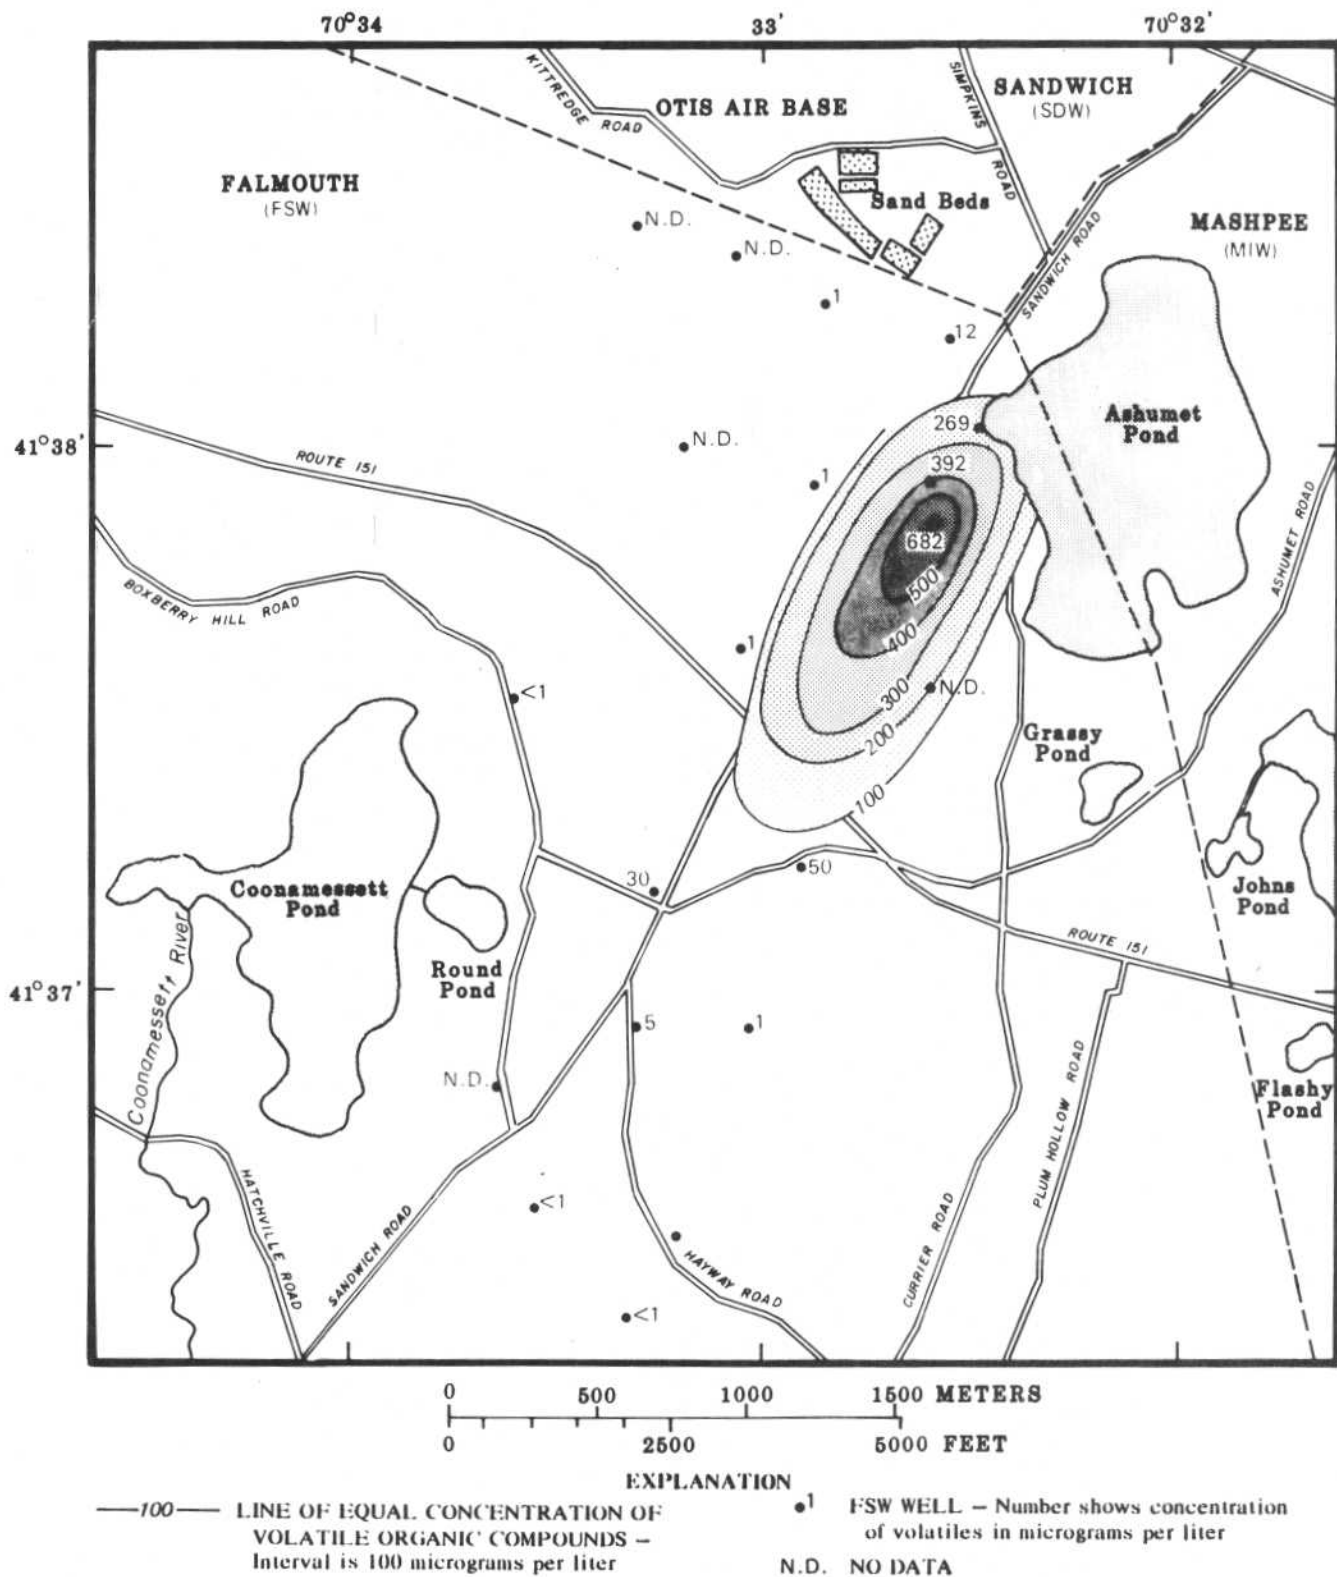 70°34
33'
70°32'
KITTREDGE ROAD
OTIS AIR BASE
SIMPKINS ROAD
SANDWICH
(SDW)
FALMOUTH
(FSW)
Sand Beds
SANDWICH ROAD
MASHPEE
(MIW)
N.D.
N.D.
1
12
41°38'
ROUTE 151
N.D.
1
269
392
682
500
400
300
200
100
Ashumet
Pond
ASHUMET ROAD
BOXBERRY HILL ROAD
1
<1
N.D.
Grassy
Pond
Coonamessett
Pond
30
50
Johns
Pond
Round
Pond
ROUTE 151
41°37'
Coonamessett River
5
1
N.D.
PLUM HOLLOW ROAD
Flashy
Pond
HATCHVILLE ROAD
SANDWICH ROAD
<1
HAYWAY ROAD
CURRIER ROAD
<1
0 500 1000 1500 METERS
0 2500 5000 FEET
EXPLANATION
100 LINE OF EQUAL CONCENTRATION OF
VOLATILE ORGANIC COMPOUNDS –
Interval is 100 micrograms per liter
1 FSW WELL – Number shows concentration
of volatiles in micrograms per liter
N.D. NO DATA